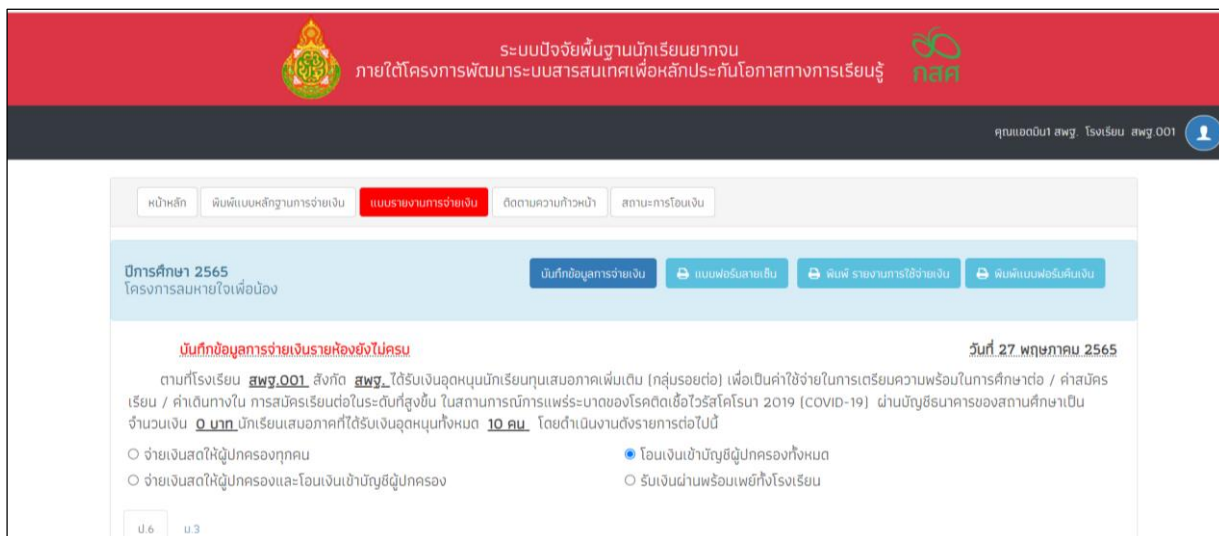 ระบบปัจจัยพื้นฐานนักเรียนยากจน
ภายใต้โครงการพัฒนาระบบสารสนเทศเพื่อหลักประกันโอกาสทางการเรียนรู้
กสศ
คุณแอดมิน1 สพฐ. โรงเรียน สพฐ.001
หน้าหลัก พิมพ์แบบหลักฐานการจ่ายเงิน แบบรายงานการจ่ายเงิน ติดตามความก้าวหน้า สถานะการโอนเงิน
ปีการศึกษา 2565
โครงการลมหายใจเพื่อน้อง
บันทึกข้อมูลการจ่ายเงิน แบบฟอร์มลายเซ็น พิมพ์ รายงานการใช้จ่ายเงิน พิมพ์แบบฟอร์มคืนเงิน
บันทึกข้อมูลการจ่ายเงินรายห้องยังไม่ครบ วันที่ 27 พฤษภาคม 2565
ตามที่โรงเรียน สพฐ.001 สังกัด สพฐ. ได้รับเงินอุดหนุนนักเรียนทุนเสมอภาคเพิ่มเติม (กลุ่มรอยต่อ) เพื่อเป็นค่าใช้จ่ายในการเตรียมความพร้อมในการศึกษาต่อ / ค่าสมัคร
เรียน / ค่าเดินทางใน การสมัครเรียนต่อในระดับที่สูงขึ้น ในสถานการณ์การแพร่ระบาดของโรคติดเชื้อไวรัสโคโรนา 2019 (COVID-19) ผ่านบัญชีธนาคารของสถานศึกษาเป็น
จำนวนเงิน 0 บาท นักเรียนเสมอภาคที่ได้รับเงินอุดหนุนทั้งหมด 10 คน โดยดำเนินงานดังรายการต่อไปนี้
จ่ายเงินสดให้ผู้ปกครองทุกคน โอนเงินเข้าบัญชีผู้ปกครองทั้งหมด
จ่ายเงินสดให้ผู้ปกครองและโอนเงินเข้าบัญชีผู้ปกครอง รับเงินผ่านพร้อมเพย์ทั้งโรงเรียน
ป.6 ม.3